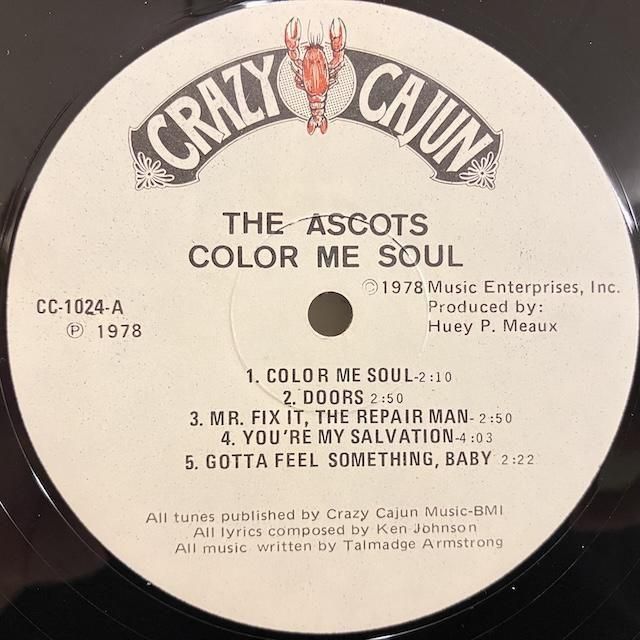 CRAZY CAJUN
THE ASCOTS
COLOR ME SOUL
©1978 Music Enterprises, Inc.
Produced by:
Huey P. Meaux
CC-1024-A
℗ 1978
1. COLOR ME SOUL-2:10
2. DOORS 2:50
3. MR. FIX IT, THE REPAIR MAN-2:50
4. YOU'RE MY SALVATION-4:03
5. GOTTA FEEL SOMETHING, BABY 2:22
All tunes published by Crazy Cajun Music-BMI
All lyrics composed by Ken Johnson
All music written by Talmadge Armstrong